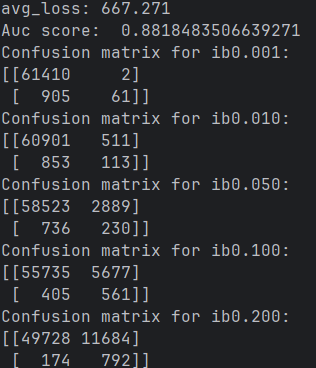 avg_loss: 667.271
Auc score:  0.8818483506639271
Confusion matrix for ib0.001:
[[61410     2]
 [  905    61]]
Confusion matrix for ib0.010:
[[60901   511]
 [  853   113]]
Confusion matrix for ib0.050:
[[58523  2889]
 [  736   230]]
Confusion matrix for ib0.100:
[[55735  5677]
 [  405   561]]
Confusion matrix for ib0.200:
[[49728 11684]
 [  174   792]]